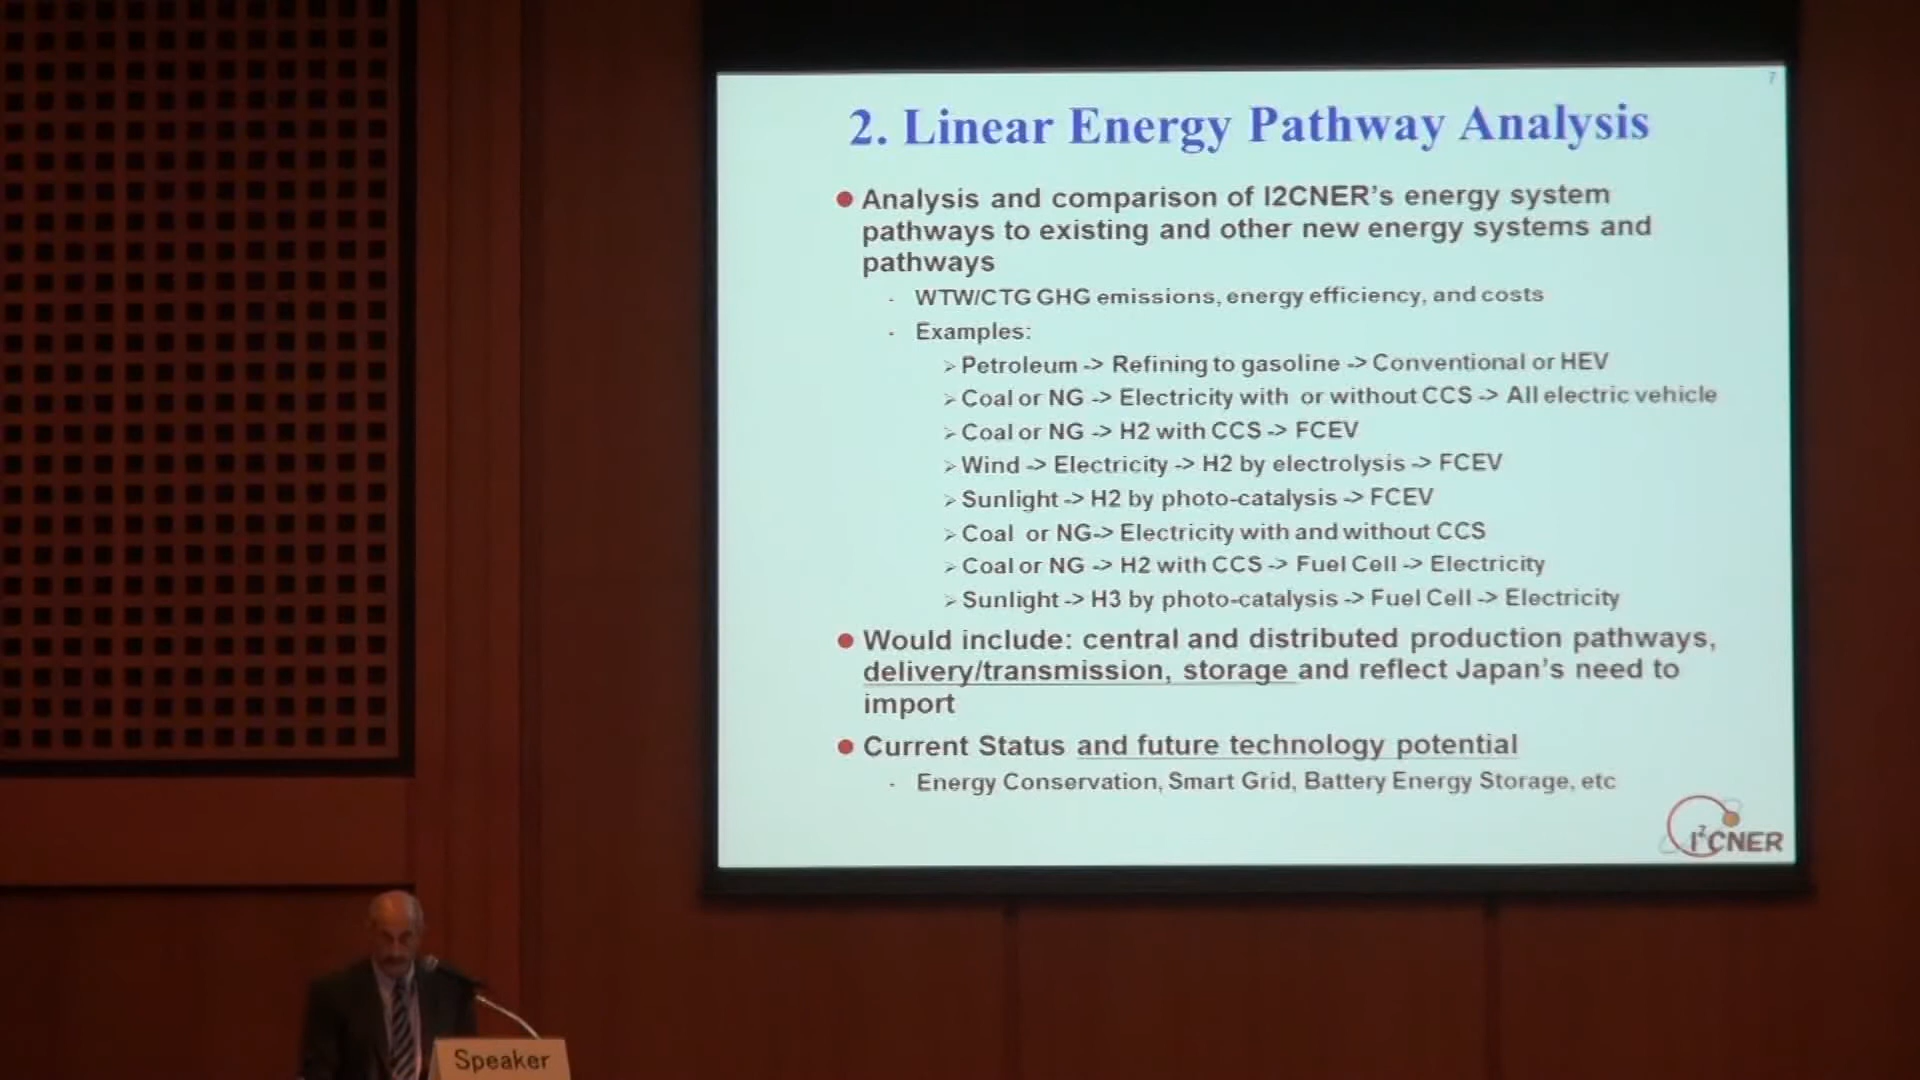 7
2. Linear Energy Pathway Analysis
● Analysis and comparison of I2CNER's energy system
pathways to existing and other new energy systems and
pathways
- WTW/CTG GHG emissions, energy efficiency, and costs
- Examples:
➢ Petroleum -> Refining to gasoline -> Conventional or HEV
➢ Coal or NG -> Electricity with or without CCS -> All electric vehicle
➢ Coal or NG -> H2 with CCS -> FCEV
➢ Wind -> Electricity -> H2 by electrolysis -> FCEV
➢ Sunlight -> H2 by photo-catalysis -> FCEV
➢ Coal or NG-> Electricity with and without CCS
➢ Coal or NG -> H2 with CCS -> Fuel Cell -> Electricity
➢ Sunlight -> H3 by photo-catalysis -> Fuel Cell -> Electricity
● Would include: central and distributed production pathways,
delivery/transmission, storage and reflect Japan's need to
import
● Current Status and future technology potential
- Energy Conservation, Smart Grid, Battery Energy Storage, etc
I²CNER
Speaker